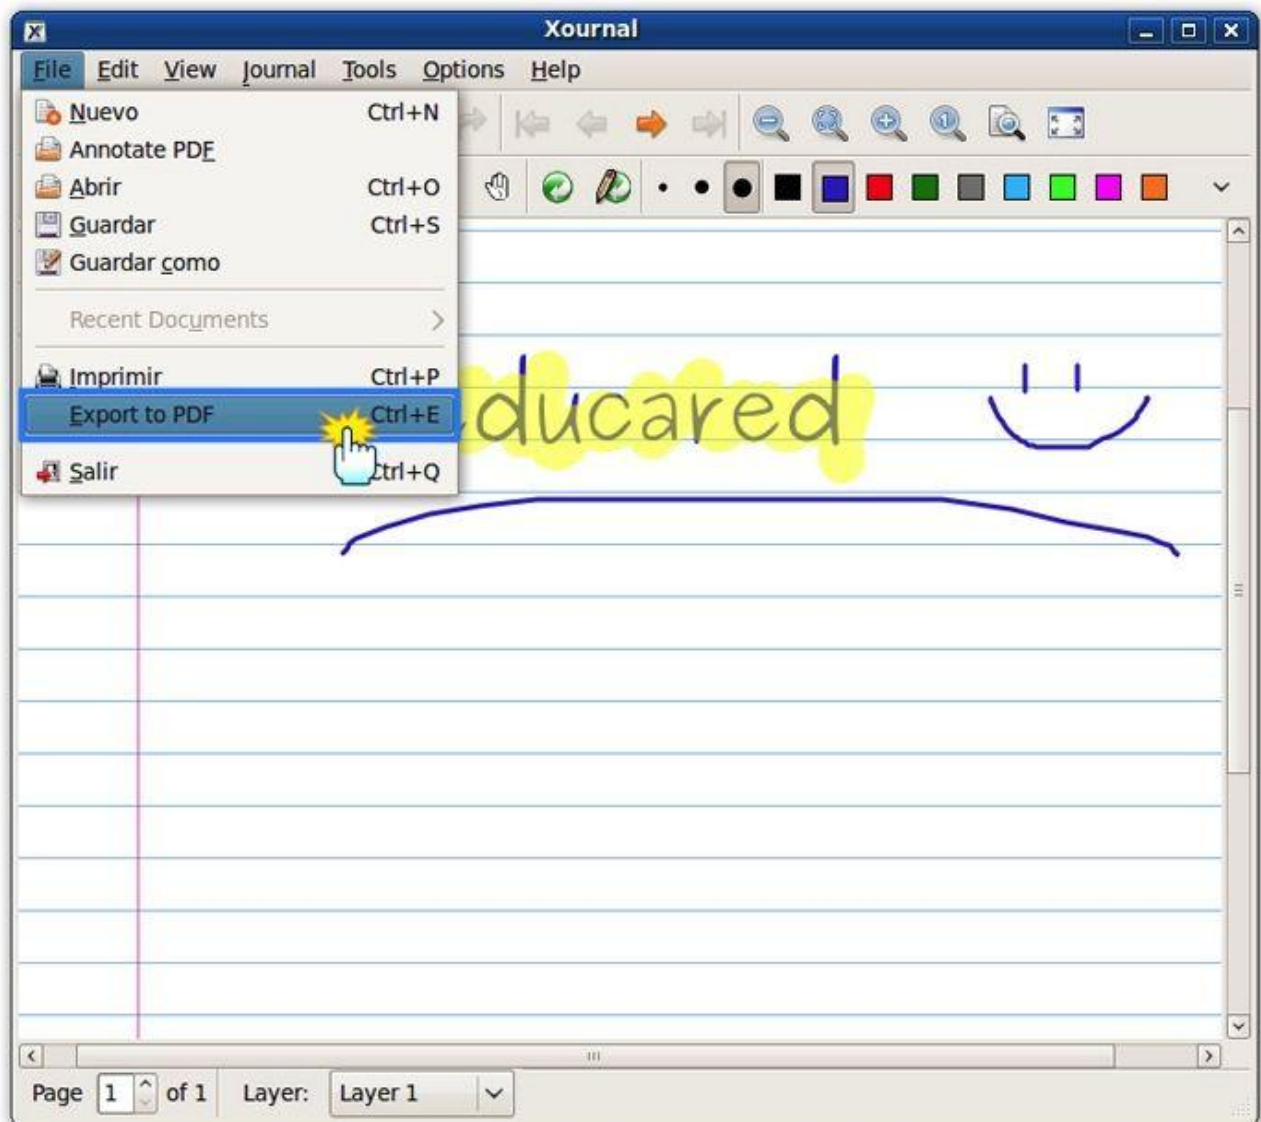 Xournal
File Edit View Journal Tools Options Help
Nuevo Ctrl+N
Annotate PDF
Abrir Ctrl+O
Guardar Ctrl+S
Guardar como
Recent Documents
Imprimir Ctrl+P
Export to PDF Ctrl+E
Salir Ctrl+Q
educared
Page 1 of 1 Layer: Layer 1